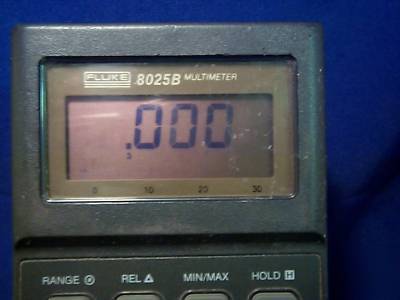 FLUKE 8025B MULTIMETER
.000
0 10 20 30
RANGE REL △ MIN/MAX HOLD H